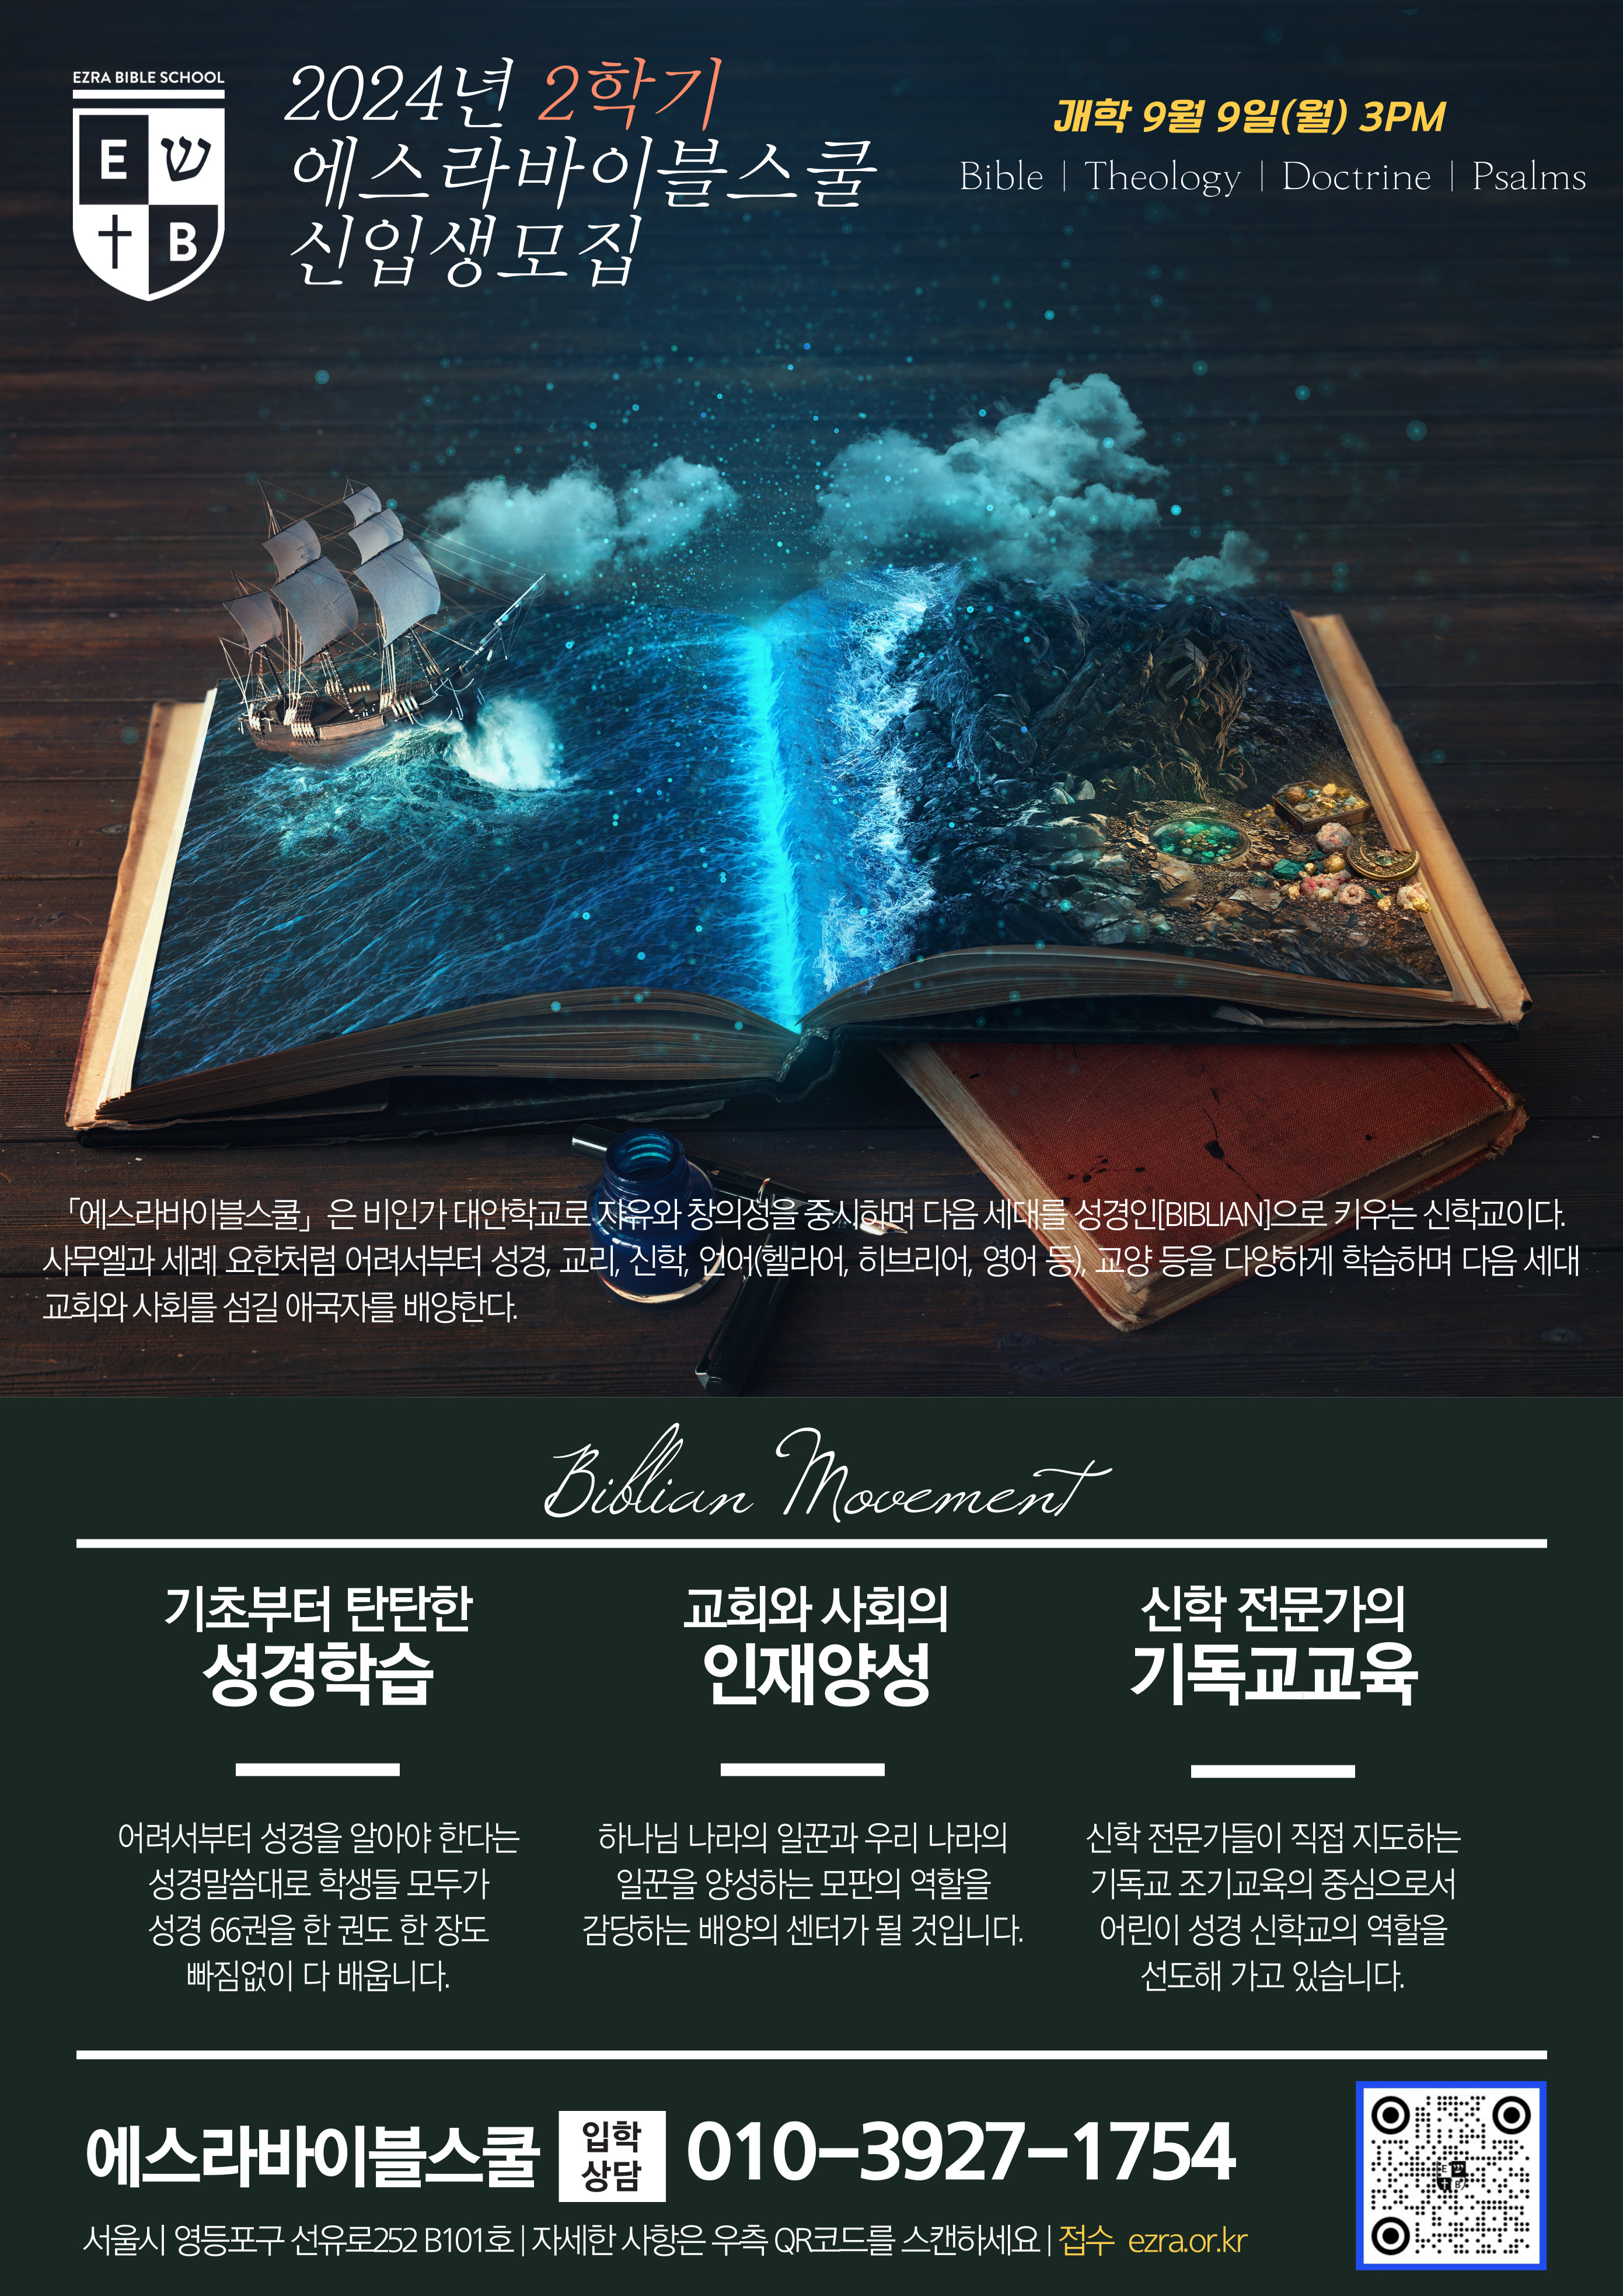 EZRA BIBLE SCHOOL
E ש
B
2024년 2학기
에스라바이블스쿨
신입생모집
개학 9월 9일(월) 3PM
Bible | Theology | Doctrine | Psalms
「에스라바이블스쿨」은 비인가 대안학교로 자유와 창의성을 중시하며 다음 세대를 성경인[BIBLIAN]으로 키우는 신학교이다.
사무엘과 세례 요한처럼 어려서부터 성경, 교리, 신학, 언어(헬라어, 히브리어, 영어 등), 교양 등을 다양하게 학습하며 다음 세대
교회와 사회를 섬길 애국자를 배양한다.
Biblian Movement
기초부터 탄탄한
성경학습
어려서부터 성경을 알아야 한다는
성경말씀대로 학생들 모두가
성경 66권을 한 권도 한 장도
빠짐없이 다 배웁니다.
교회와 사회의
인재양성
하나님 나라의 일꾼과 우리 나라의
일꾼을 양성하는 모판의 역할을
감당하는 배양의 센터가 될 것입니다.
신학 전문가의
기독교교육
신학 전문가들이 직접 지도하는
기독교 조기교육의 중심으로서
어린이 성경 신학교의 역할을
선도해 가고 있습니다.
에스라바이블스쿨 입학 상담 010-3927-1754
서울시 영등포구 선유로252 B101호 | 자세한 사항은 우측 QR코드를 스캔하세요 | 접수 ezra.or.kr